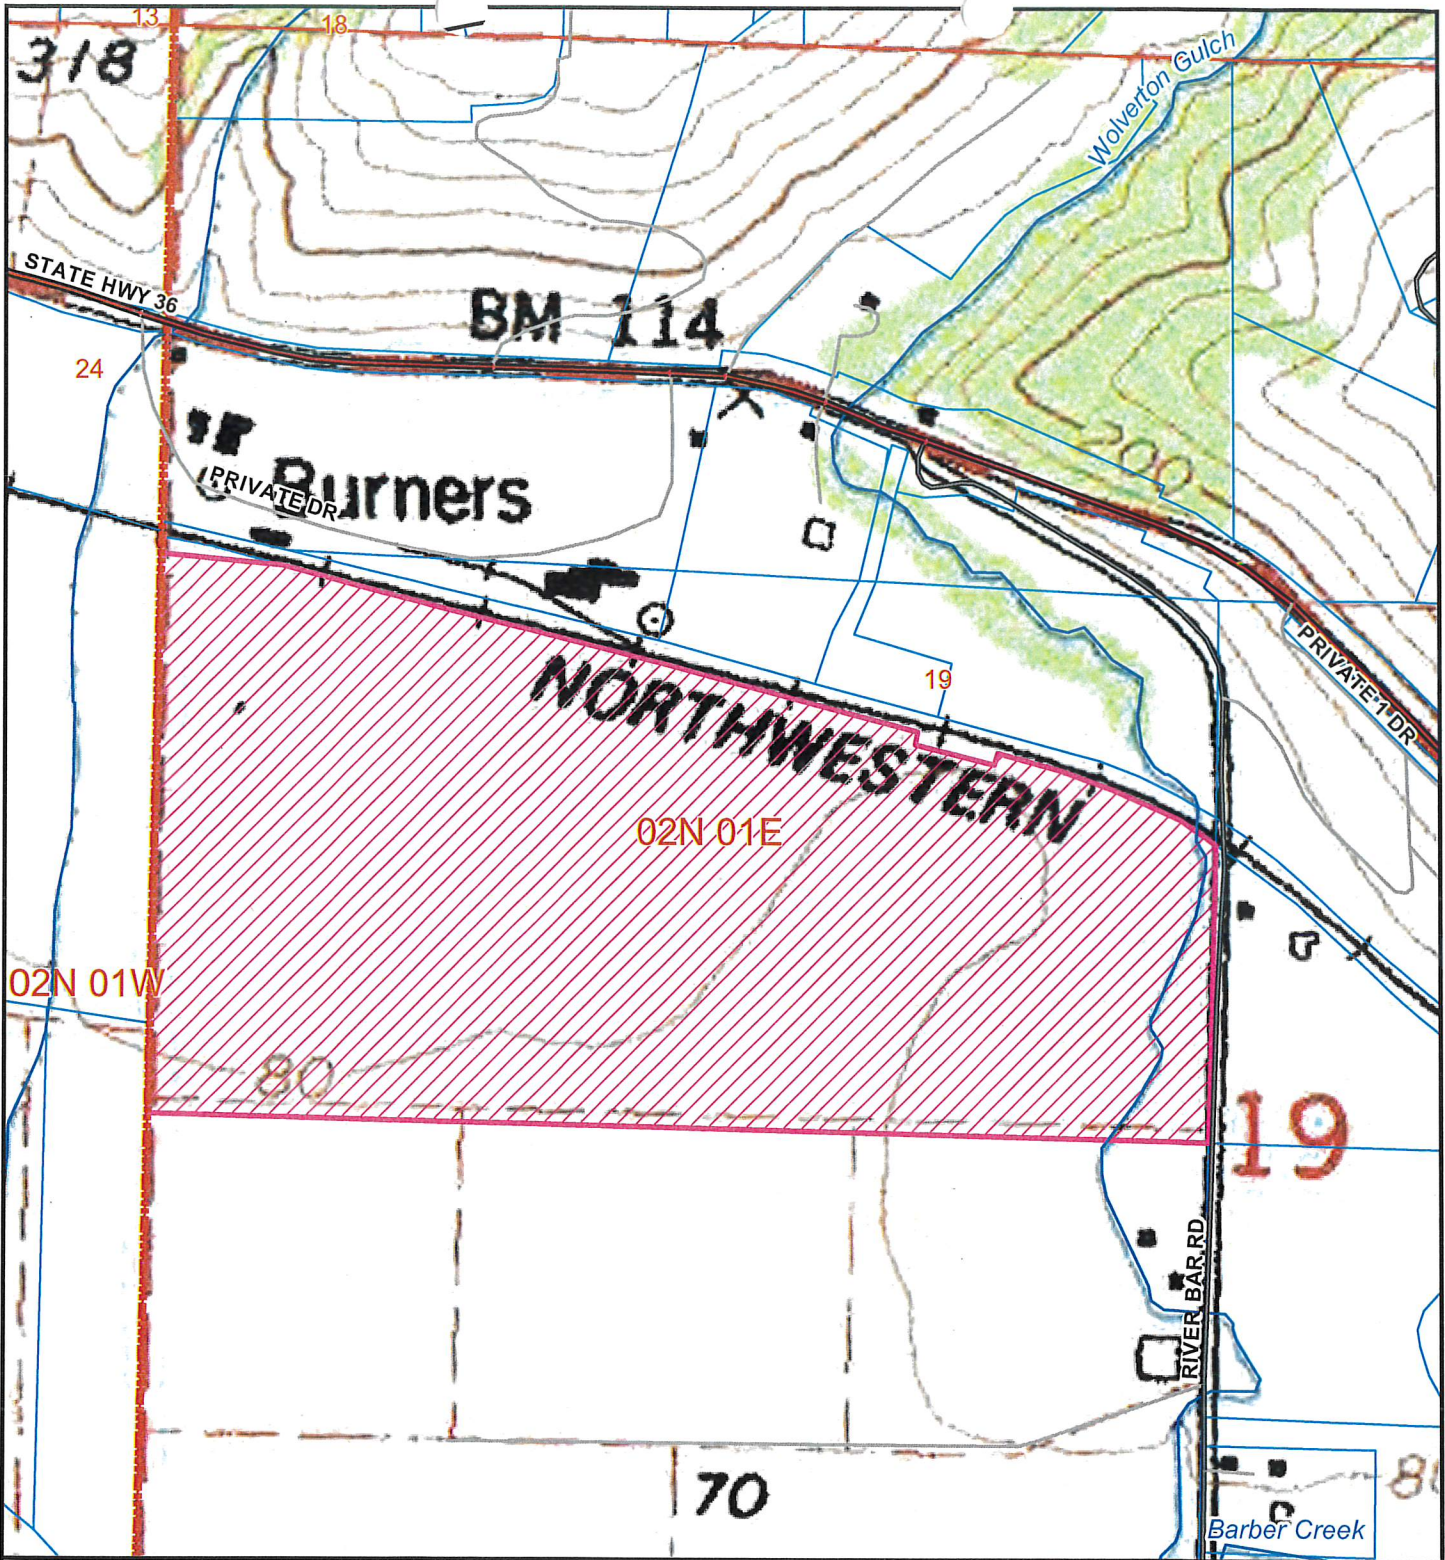 13
18
318
Wolverton Gulch
STATE HWY 36
BM 114
24
200
PRIVATE DR
Burners
PRIVATE 1 DR
19
NORTHWESTERN
02N 01E
02N 01W
80
19
RIVER BAR RD
70
Barber Creek